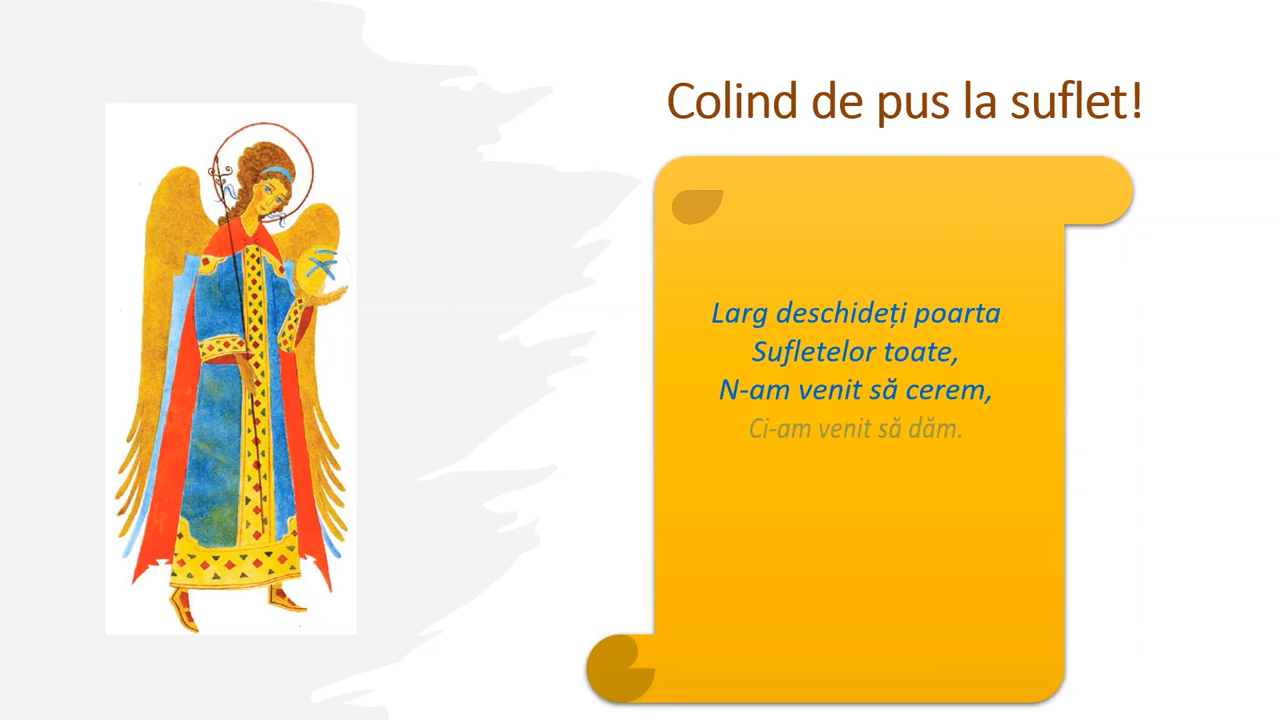 Colind de pus la suflet!
Larg deschideți poarta
Sufletelor toate,
N-am venit să cerem,
Ci-am venit să dăm.